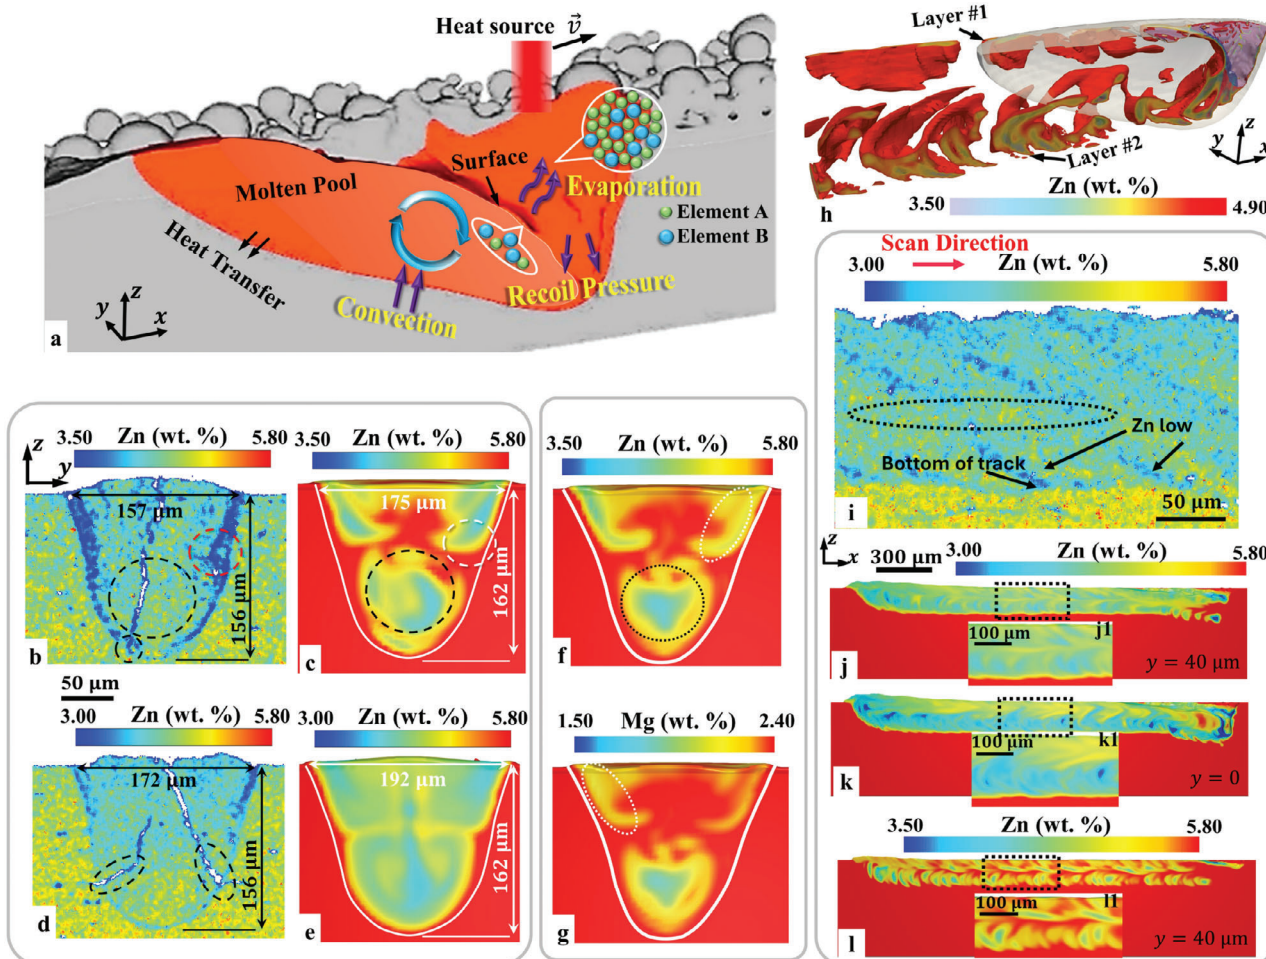 Heat source v⃗
Molten Pool
Surface
Evaporation
Element A
Element B
Heat Transfer
Convection
Recoil Pressure
z
y
x
a
Layer #1
Layer #2
z
y
x
h
Zn (wt. %)
3.50
4.90
Scan Direction
3.00
Zn (wt. %)
5.80
Zn low
Bottom of track
i
50 μm
z
x
300 μm
3.00
Zn (wt. %)
5.80
100 μm
j1
j
y = 40 μm
100 μm
k1
k
y = 0
3.50
Zn (wt. %)
5.80
100 μm
l1
l
y = 40 μm
z
y
3.50
Zn (wt. %)
5.80
157 μm
156 μm
b
50 μm
3.50
Zn (wt. %)
5.80
175 μm
162 μm
c
3.00
Zn (wt. %)
5.80
172 μm
156 μm
d
3.00
Zn (wt. %)
5.80
192 μm
162 μm
e
3.50
Zn (wt. %)
5.80
f
1.50
Mg (wt. %)
2.40
g